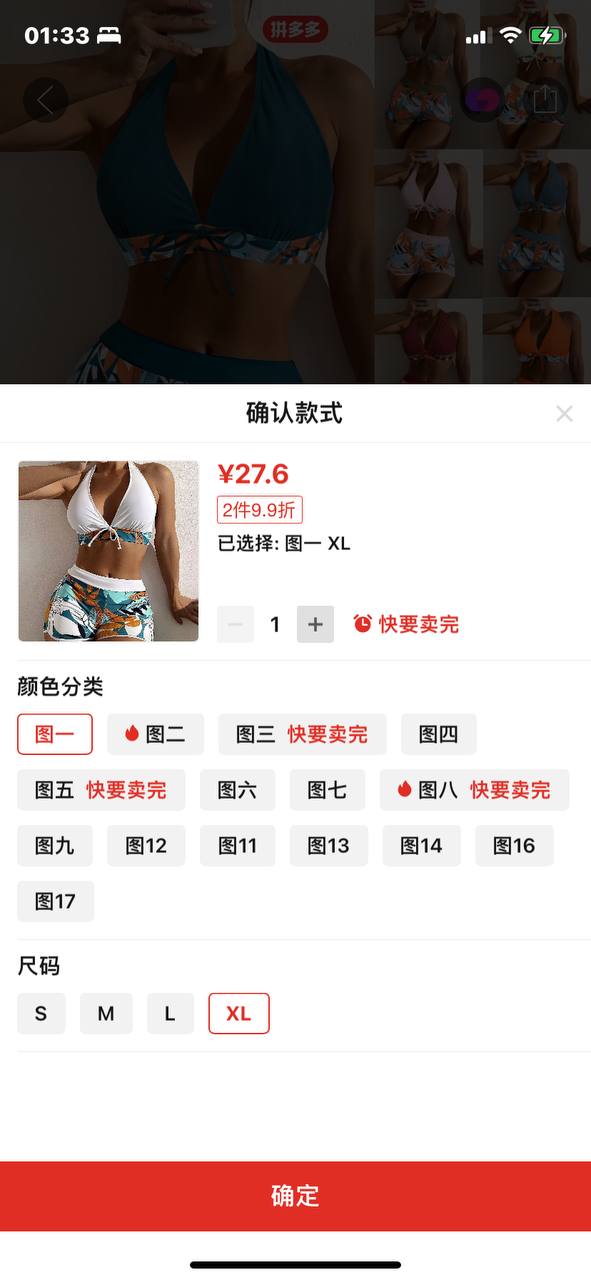 01:33
拼多多
确认款式
¥27.6
2件9.9折
已选择: 图一 XL
1
快要卖完
颜色分类
图一 图二 图三 快要卖完 图四
图五 快要卖完 图六 图七 图八 快要卖完
图九 图12 图11 图13 图14 图16
图17
尺码
S M L XL
确定